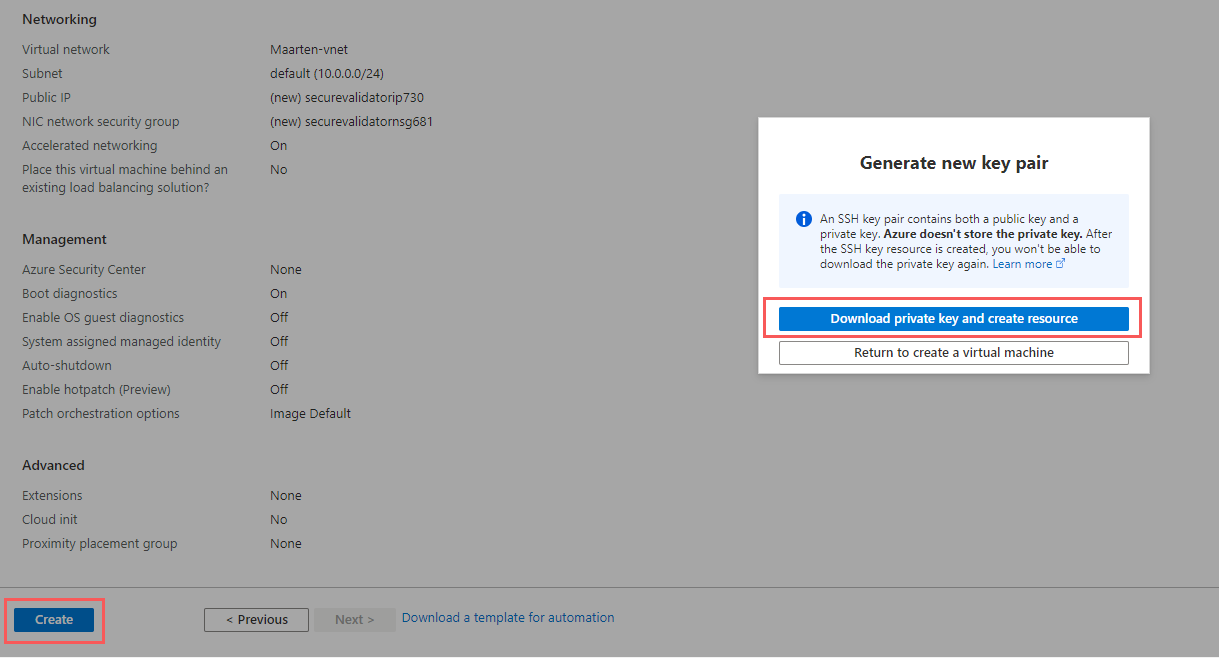 Networking
Virtual network Maarten-vnet
Subnet default (10.0.0.0/24)
Public IP (new) securevalidatorip730
NIC network security group (new) securevalidatornsg681
Accelerated networking On
Place this virtual machine behind an No
existing load balancing solution?
Management
Azure Security Center None
Boot diagnostics On
Enable OS guest diagnostics Off
System assigned managed identity Off
Auto-shutdown Off
Enable hotpatch (Preview) Off
Patch orchestration options Image Default
Advanced
Extensions None
Cloud init No
Proximity placement group None
Create < Previous Next > Download a template for automation
Generate new key pair
An SSH key pair contains both a public key and a
private key. Azure doesn't store the private key. After
the SSH key resource is created, you won't be able to
download the private key again. Learn more
Download private key and create resource
Return to create a virtual machine